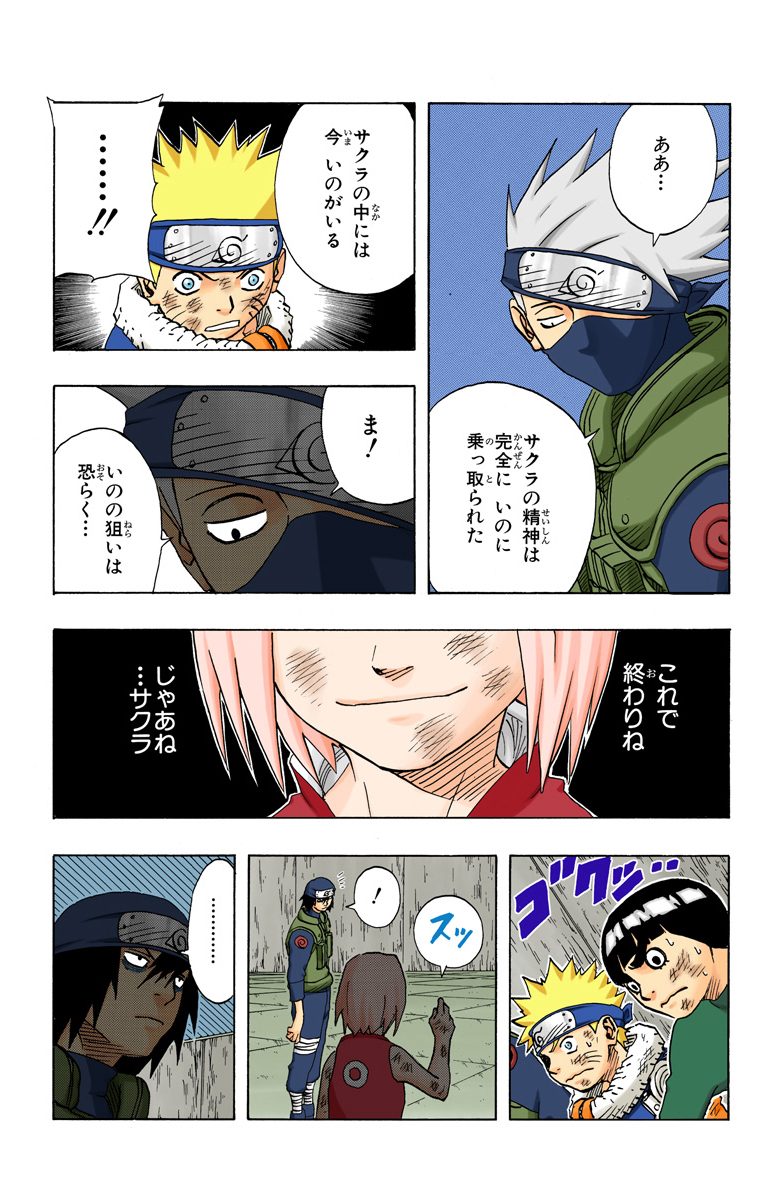 ああ…
サクラの精神は
完全に いのに
乗っ取られた
サクラの中には
今 いのがいる
……!!
ま!
いのの狙いは
恐らく…
これで
終わりね
じゃあね
…サクラ
ゴクッ…
スッ
!
………